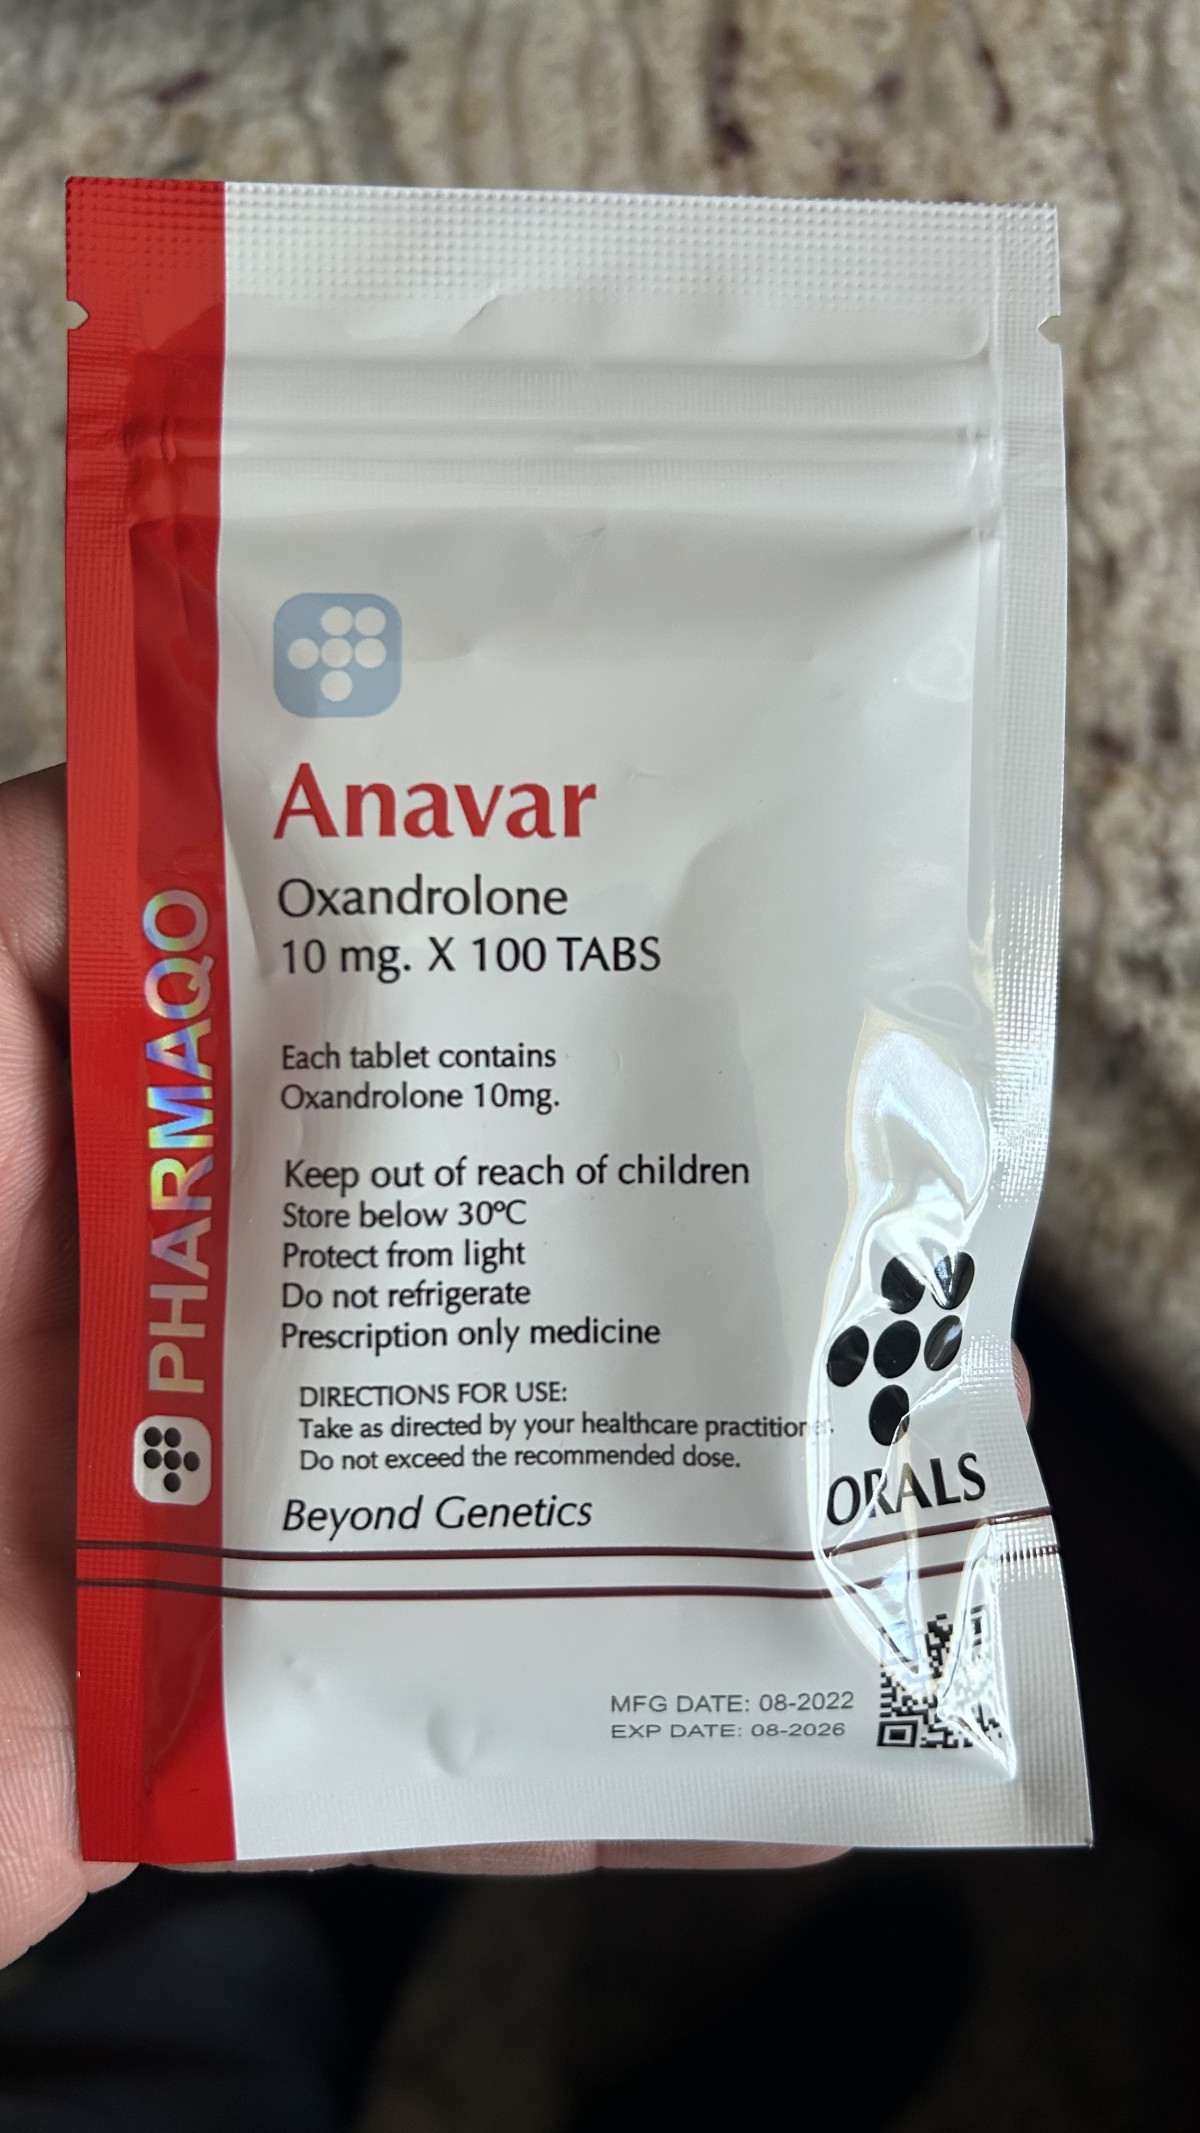 Anavar
Oxandrolone
10 mg. X 100 TABS
Each tablet contains
Oxandrolone 10mg.
Keep out of reach of children
Store below 30ºC
Protect from light
Do not refrigerate
Prescription only medicine
DIRECTIONS FOR USE:
Take as directed by your healthcare practitioner.
Do not exceed the recommended dose.
Beyond Genetics
ORALS
MFG DATE: 08-2022
EXP DATE: 08-2026
PHARMAQO